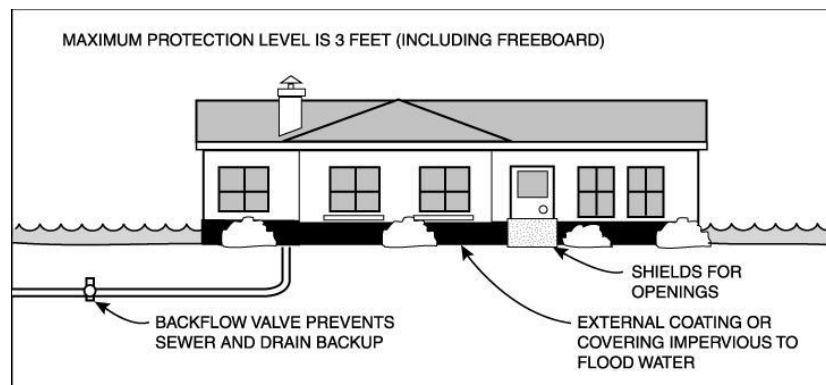 MAXIMUM PROTECTION LEVEL IS 3 FEET (INCLUDING FREEBOARD)
SHIELDS FOR
OPENINGS
BACKFLOW VALVE PREVENTS
SEWER AND DRAIN BACKUP
EXTERNAL COATING OR
COVERING IMPERVIOUS TO
FLOOD WATER